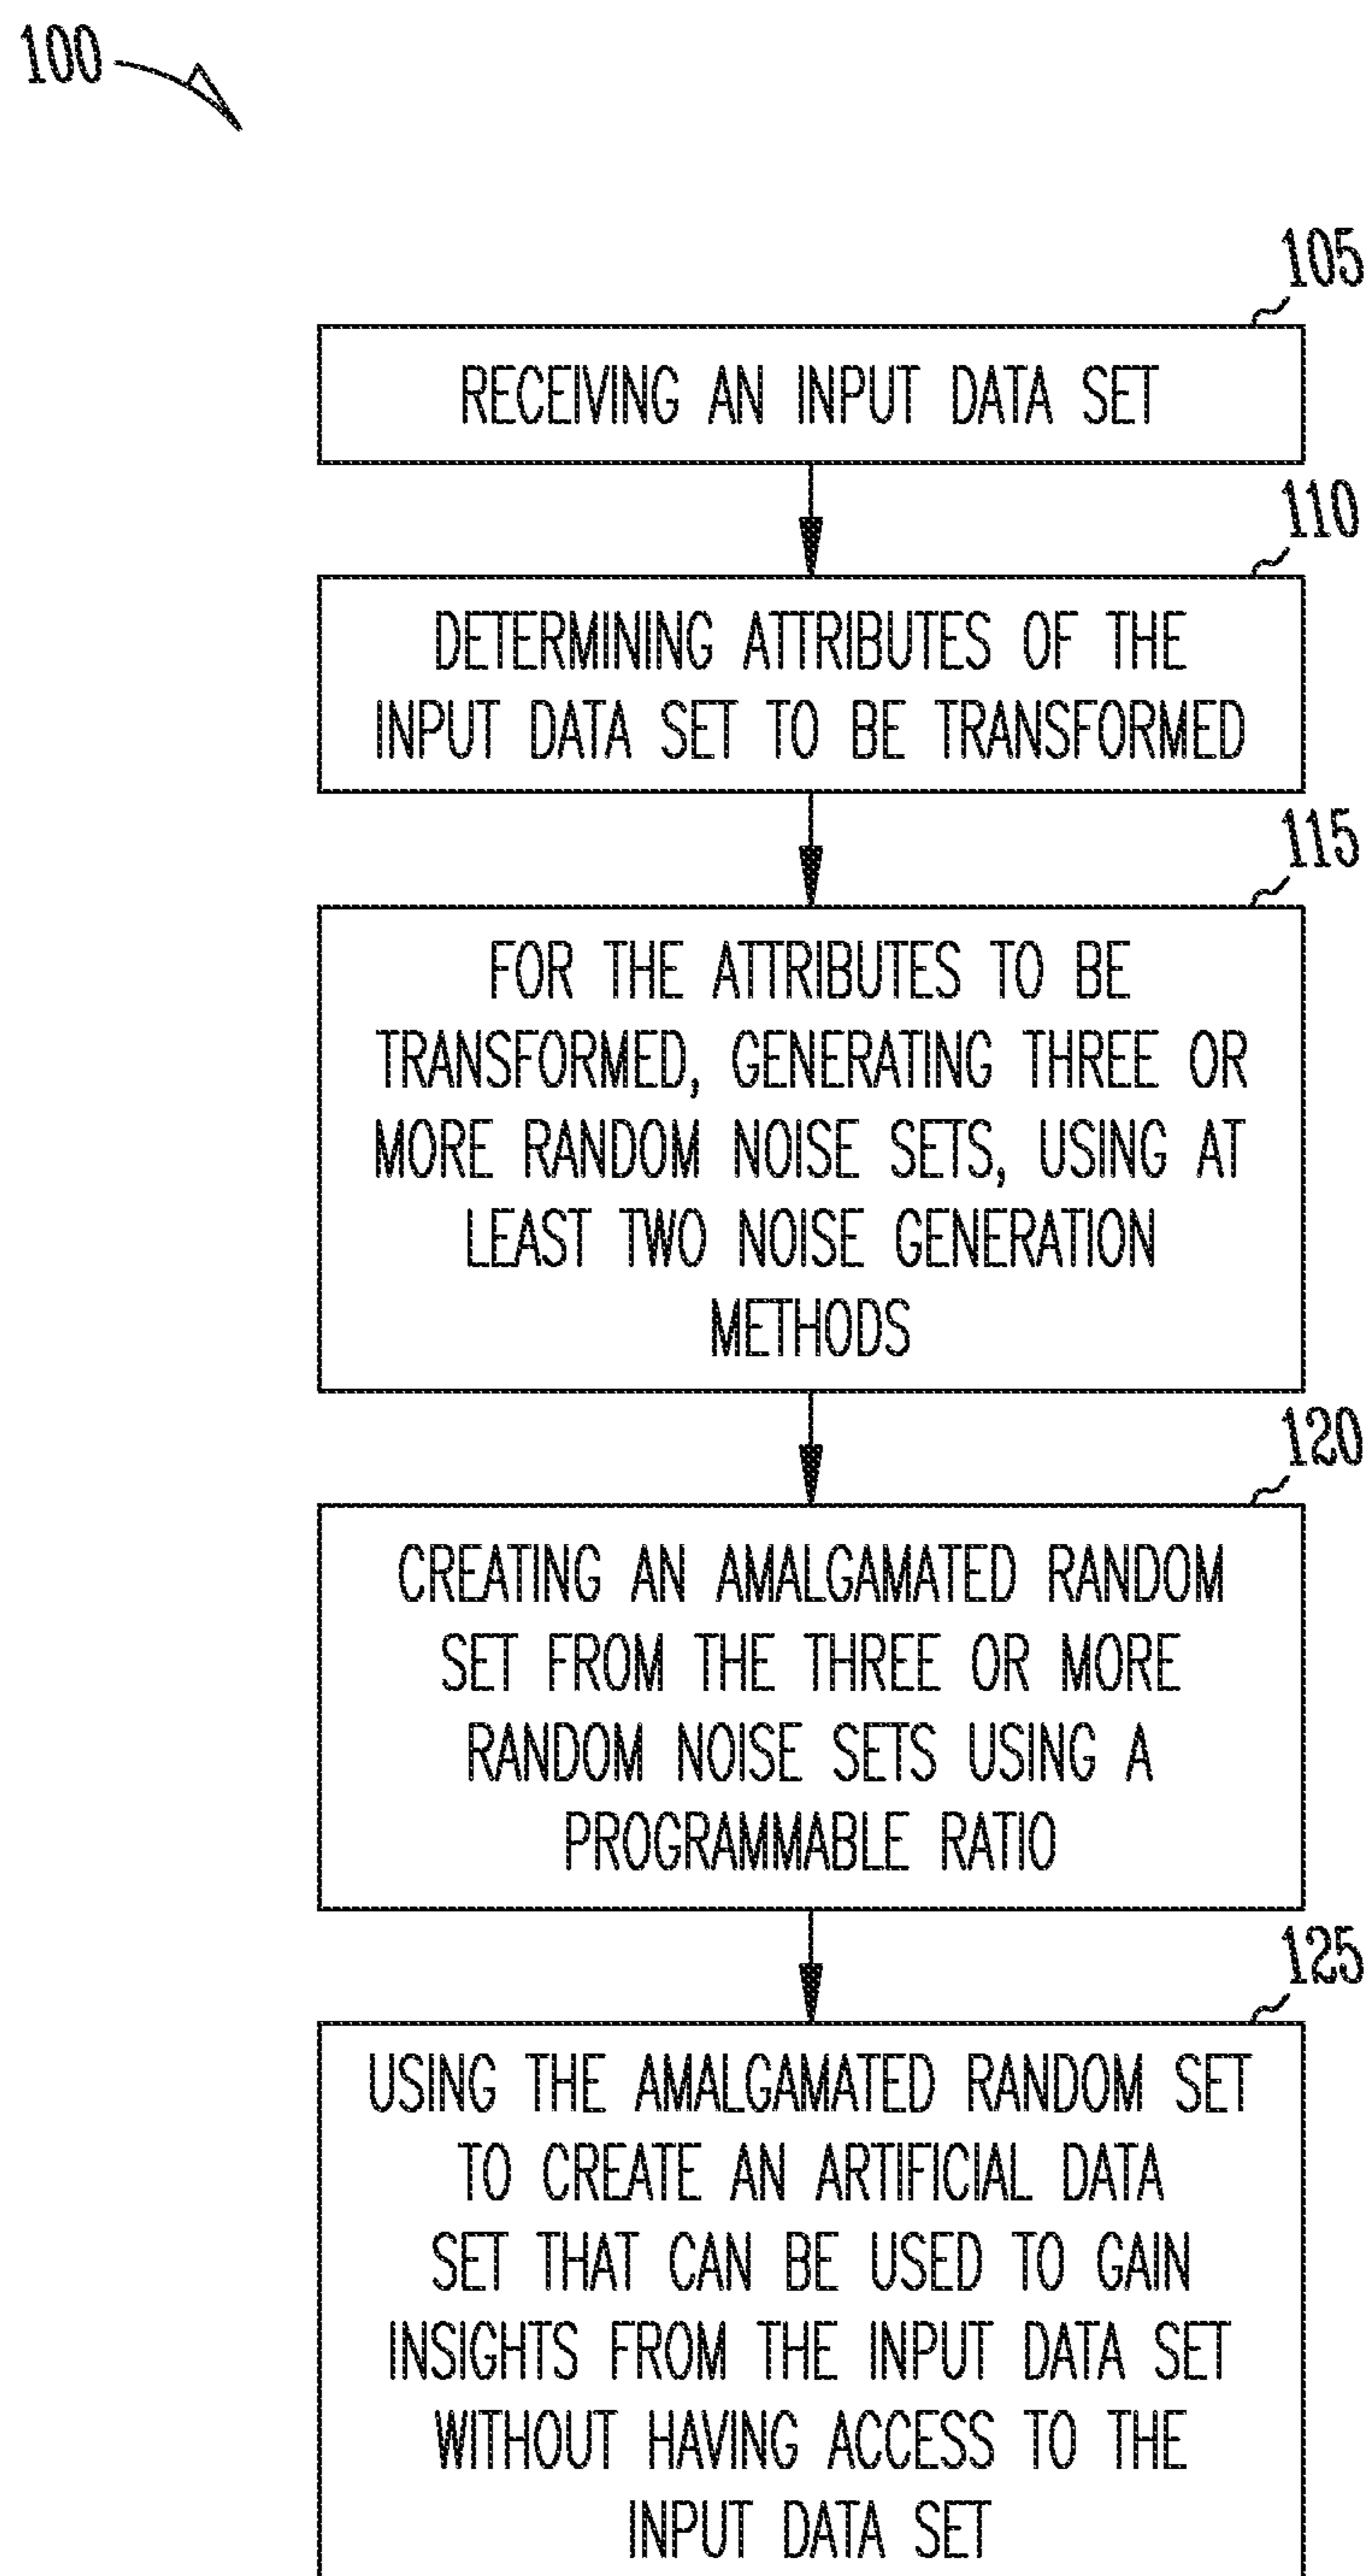 100
105
RECEIVING AN INPUT DATA SET
110
DETERMINING ATTRIBUTES OF THE
INPUT DATA SET TO BE TRANSFORMED
115
FOR THE ATTRIBUTES TO BE
TRANSFORMED, GENERATING THREE OR
MORE RANDOM NOISE SETS, USING AT
LEAST TWO NOISE GENERATION
METHODS
120
CREATING AN AMALGAMATED RANDOM
SET FROM THE THREE OR MORE
RANDOM NOISE SETS USING A
PROGRAMMABLE RATIO
125
USING THE AMALGAMATED RANDOM SET
TO CREATE AN ARTIFICIAL DATA
SET THAT CAN BE USED TO GAIN
INSIGHTS FROM THE INPUT DATA SET
WITHOUT HAVING ACCESS TO THE
INPUT DATA SET